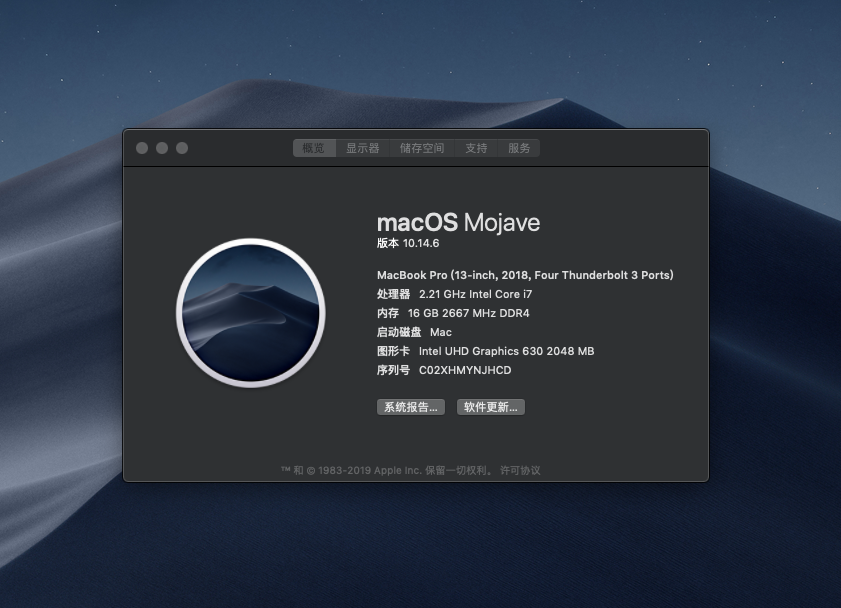 概览 显示器 储存空间 支持 服务
macOS Mojave
版本 10.14.6
MacBook Pro (13-inch, 2018, Four Thunderbolt 3 Ports)
处理器 2.21 GHz Intel Core i7
内存 16 GB 2667 MHz DDR4
启动磁盘 Mac
图形卡 Intel UHD Graphics 630 2048 MB
序列号 C02XHMYNJHCD
系统报告... 软件更新...
™ 和 © 1983-2019 Apple Inc. 保留一切权利。 许可协议